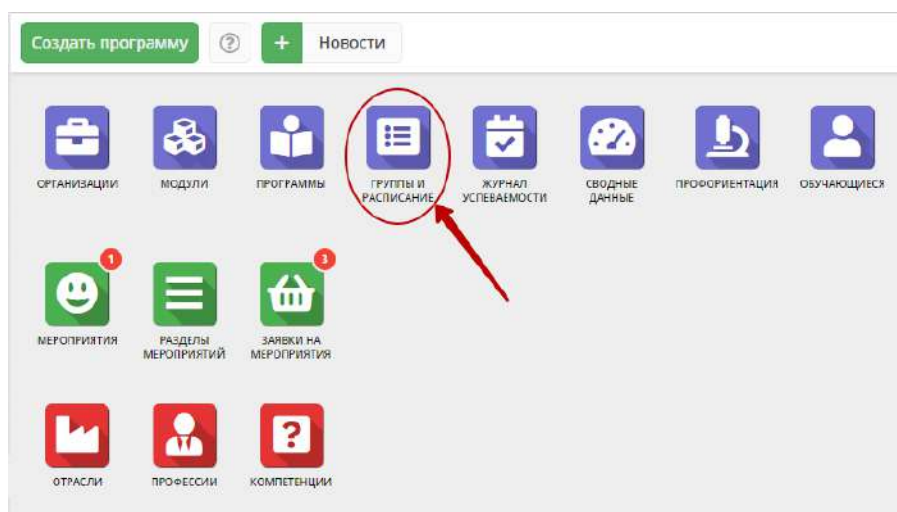 Создать программу ? + Новости
ОРГАНИЗАЦИИ МОДУЛИ ПРОГРАММЫ ГРУППЫ И ЖУРНАЛ СВОДНЫЕ ПРОФОРИЕНТАЦИЯ ОБУЧАЮЩИЕСЯ
РАСПИСАНИЕ УСПЕВАЕМОСТИ ДАННЫЕ
1 3
МЕРОПРИЯТИЯ РАЗДЕЛЫ ЗАЯВКИ НА
МЕРОПРИЯТИЙ МЕРОПРИЯТИЯ
?
ОТРАСЛИ ПРОФЕССИИ КОМПЕТЕНЦИИ